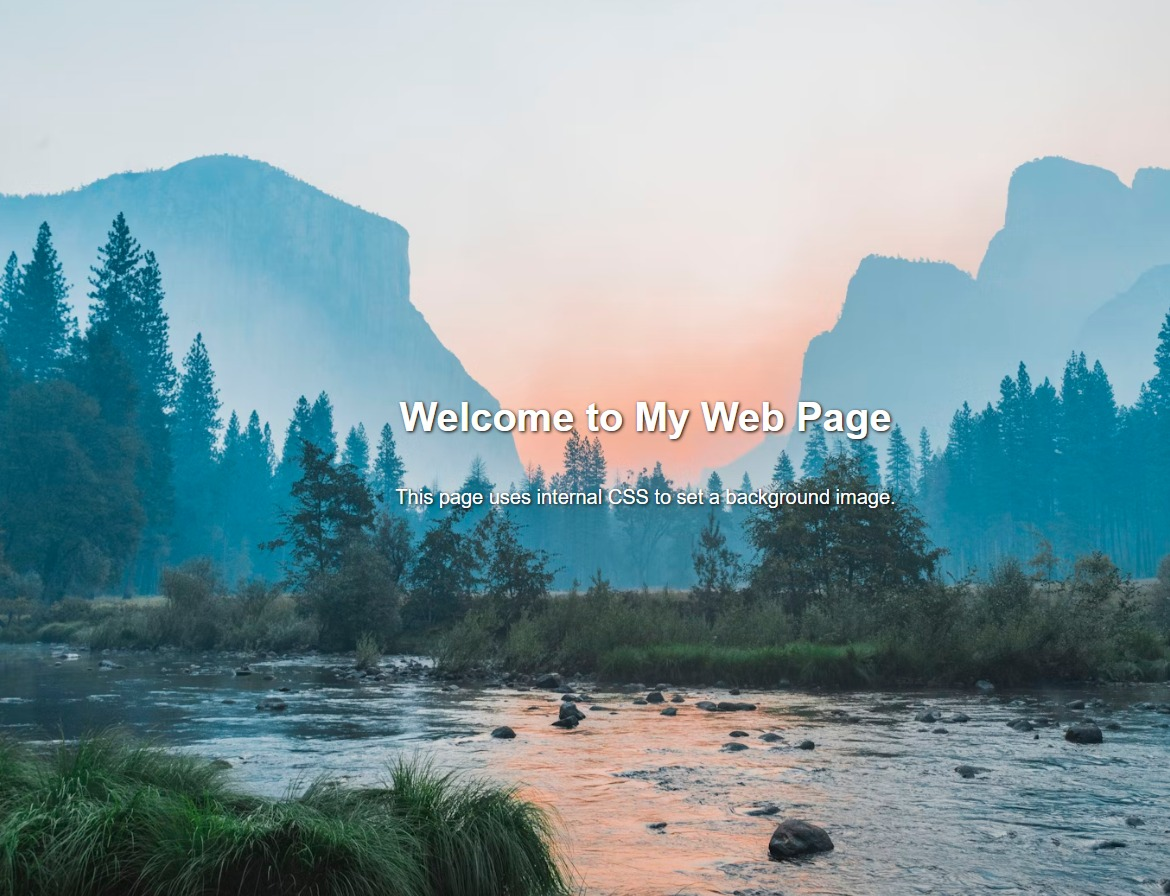 Welcome to My Web Page
This page uses internal CSS to set a background image.